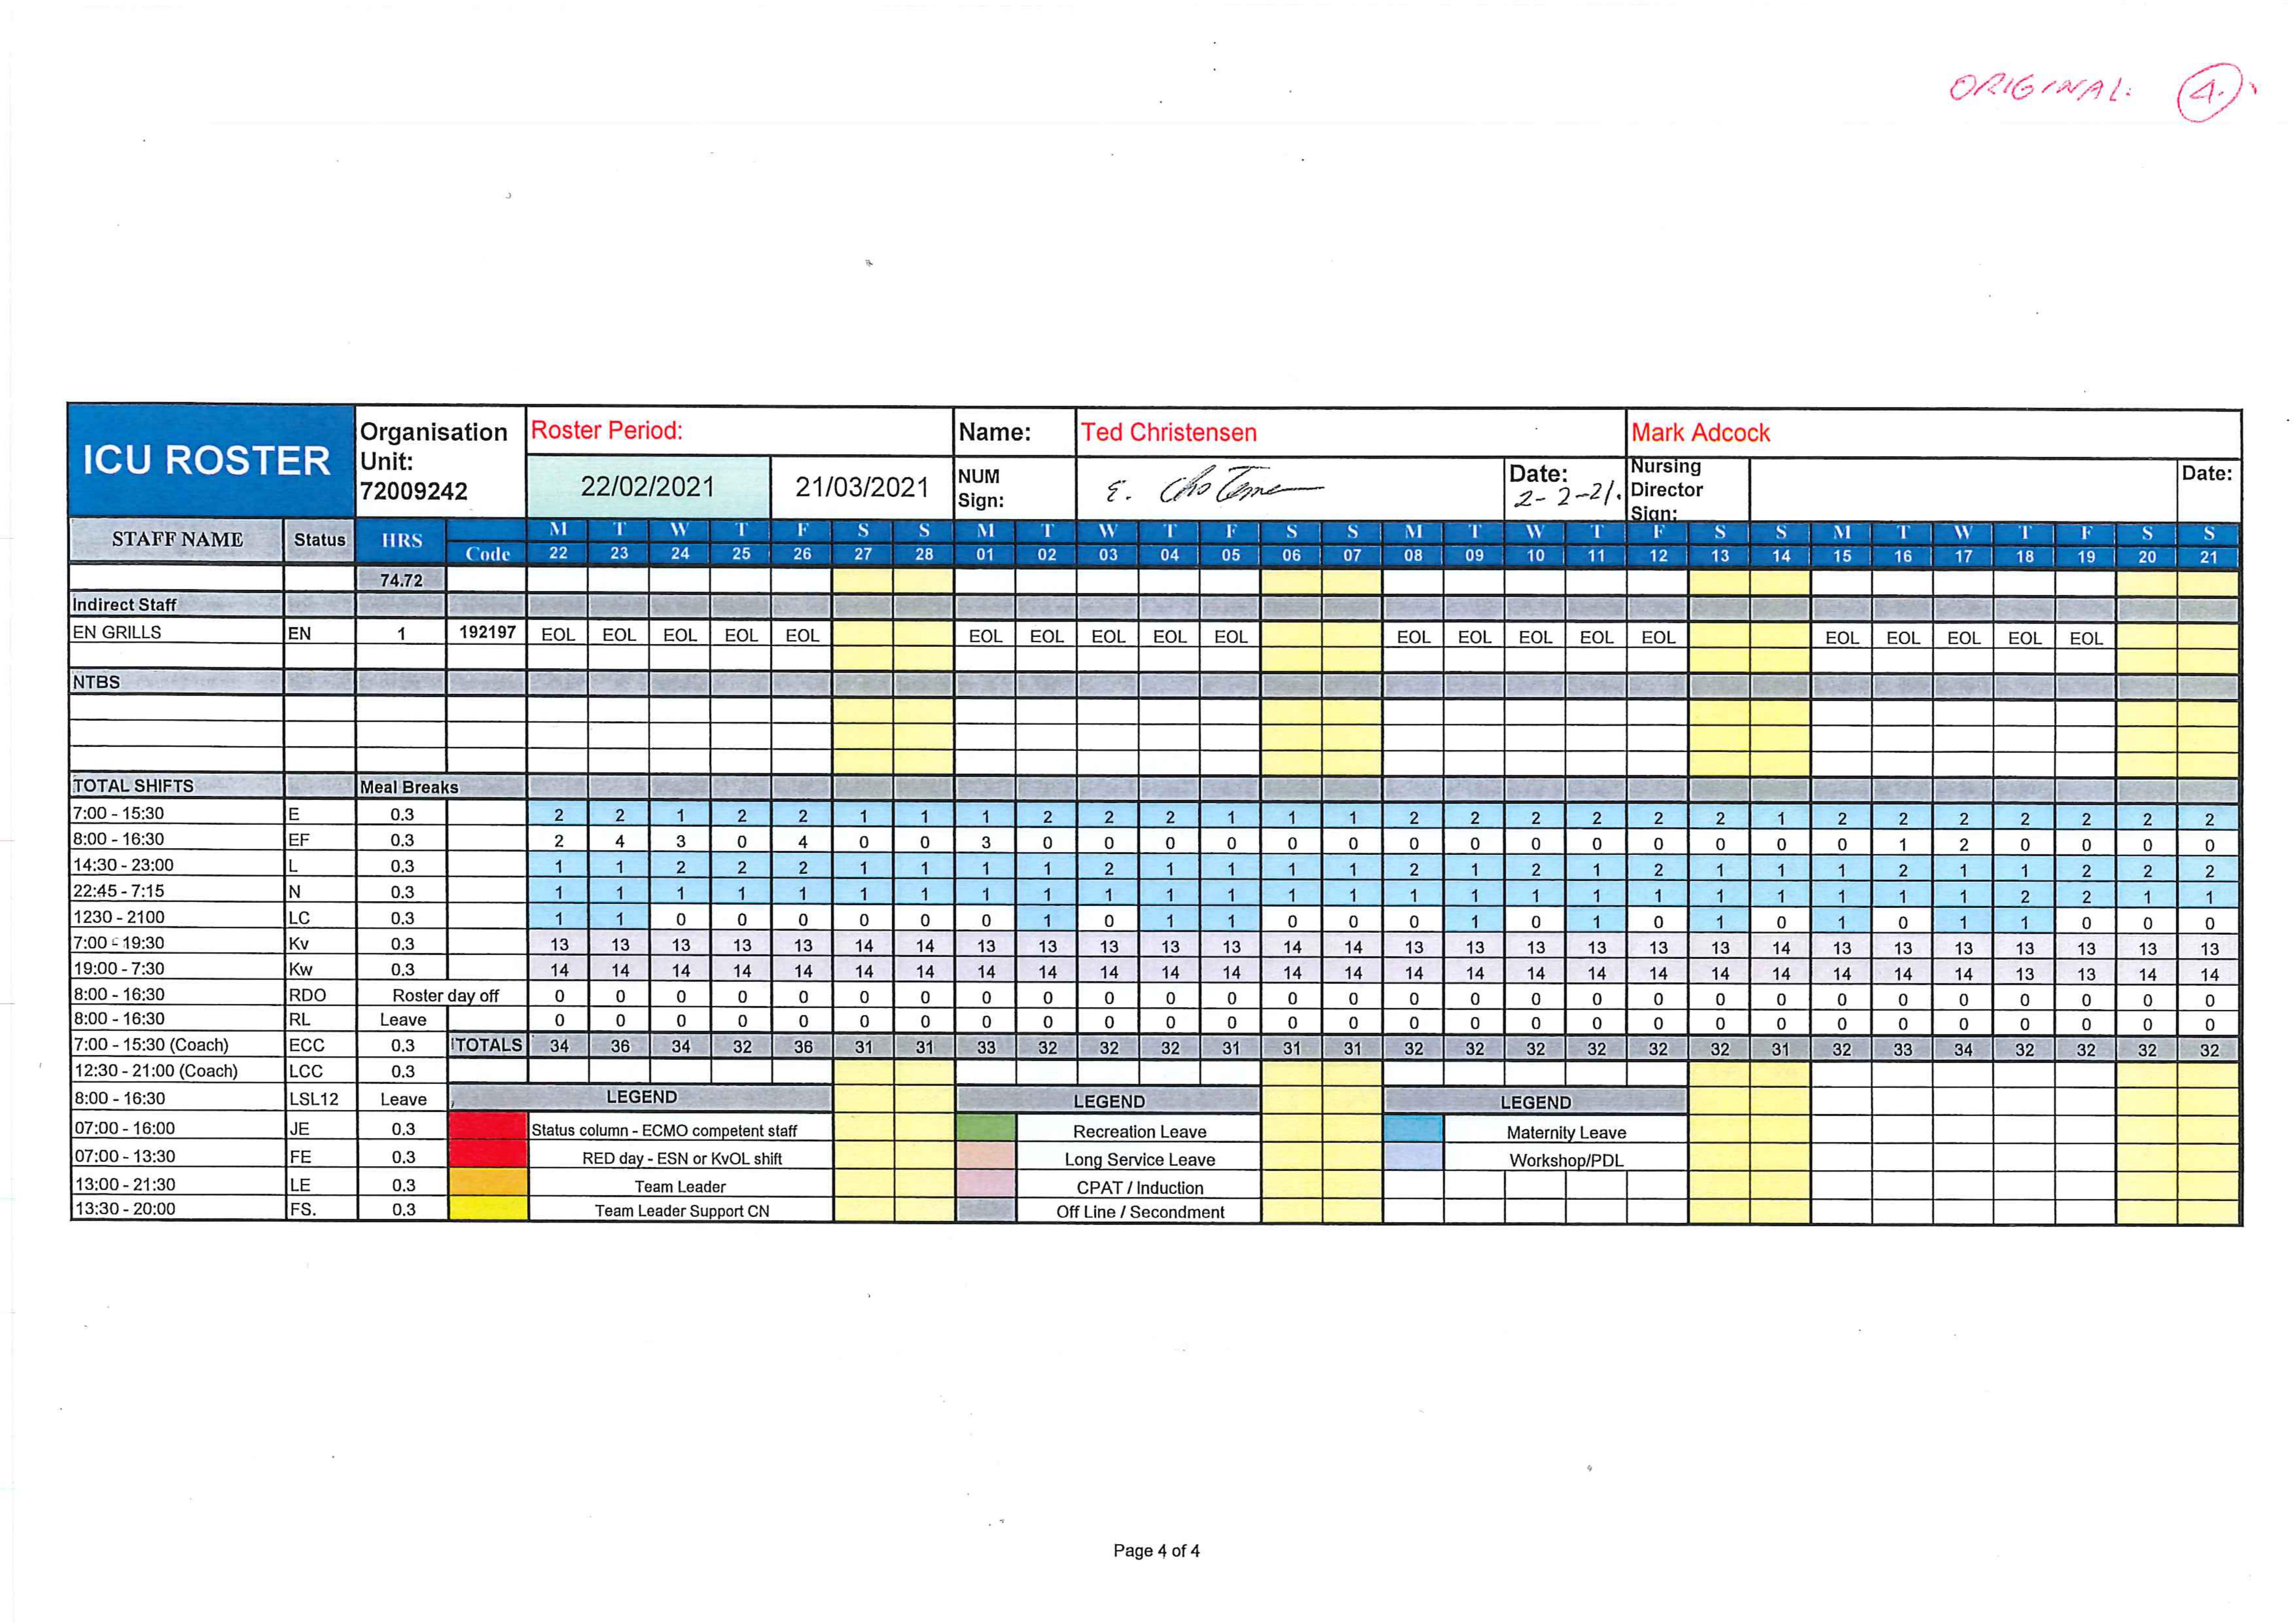 ORIGINAL: 4.
ICU ROSTER
Organisation Unit: 72009242
Roster Period:
22/02/2021 21/03/2021
Name: Ted Christensen Mark Adcock
NUM Sign: Date: 2-2-21. Nursing Director Sign: Date:
STAFF NAME Status HRS Code
M T W T F S S M T W T F S S M T W T F S S M T W T F S S
22 23 24 25 26 27 28 01 02 03 04 05 06 07 08 09 10 11 12 13 14 15 16 17 18 19 20 21
74.72
Indirect Staff
EN GRILLS EN 1 192197 EOL EOL EOL EOL EOL EOL EOL EOL EOL EOL EOL EOL EOL EOL EOL EOL EOL EOL EOL EOL
NTBS
TOTAL SHIFTS Meal Breaks
7:00 - 15:30 E 0.3 2 2 1 2 2 1 1 1 2 2 2 1 1 1 2 2 2 2 2 2 1 2 2 2 2 2 2 2
8:00 - 16:30 EF 0.3 2 4 3 0 4 0 0 3 0 0 0 0 0 0 0 0 0 0 0 0 0 0 1 2 0 0 0 0
14:30 - 23:00 L 0.3 1 1 2 2 2 1 1 1 1 2 1 1 1 1 2 1 2 1 2 1 1 1 2 1 1 2 2 2
22:45 - 7:15 N 0.3 1 1 1 1 1 1 1 1 1 1 1 1 1 1 1 1 1 1 1 1 1 1 1 1 2 2 1 1
1230 - 2100 LC 0.3 1 1 0 0 0 0 0 0 1 0 1 1 0 0 0 1 0 1 0 1 0 1 0 1 1 0 0 0
7:00 - 19:30 Kv 0.3 13 13 13 13 13 14 14 13 13 13 13 13 14 14 13 13 13 13 13 13 14 13 13 13 13 13 13 13
19:00 - 7:30 Kw 0.3 14 14 14 14 14 14 14 14 14 14 14 14 14 14 14 14 14 14 14 14 14 14 14 14 13 13 14 14
8:00 - 16:30 RDO Roster day off 0 0 0 0 0 0 0 0 0 0 0 0 0 0 0 0 0 0 0 0 0 0 0 0 0 0 0 0
8:00 - 16:30 RL Leave 0 0 0 0 0 0 0 0 0 0 0 0 0 0 0 0 0 0 0 0 0 0 0 0 0 0 0 0
7:00 - 15:30 (Coach) ECC 0.3 TOTALS 34 36 34 32 36 31 31 33 32 32 32 31 31 31 32 32 32 32 32 32 31 32 33 34 32 32 32 32
12:30 - 21:00 (Coach) LCC 0.3
8:00 - 16:30 LSL12 Leave LEGEND LEGEND LEGEND
07:00 - 16:00 JE 0.3 Status column - ECMO competent staff Recreation Leave Maternity Leave
07:00 - 13:30 FE 0.3 RED day - ESN or KvOL shift Long Service Leave Workshop/PDL
13:00 - 21:30 LE 0.3 Team Leader CPAT / Induction
13:30 - 20:00 FS. 0.3 Team Leader Support CN Off Line / Secondment
Page 4 of 4